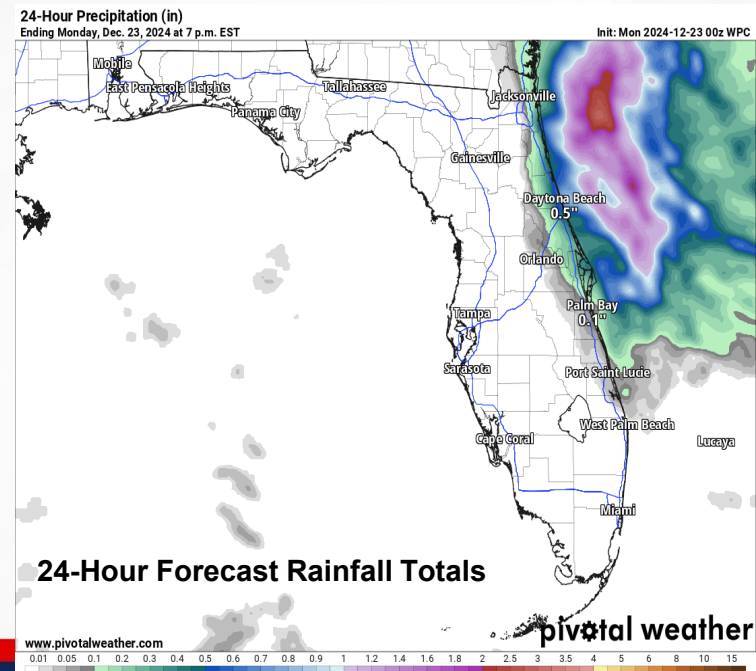 24-Hour Precipitation (in)
Ending Monday, Dec. 23, 2024 at 7 p.m. EST
Init: Mon 2024-12-23 00z WPC
Mobile
East Pensacola Heights
Tallahassee
Jacksonville
Panama City
Gainesville
Daytona Beach
0.5"
Orlando
Palm Bay
0.1"
Tampa
Sarasota
Port Saint Lucie
Cape Coral
West Palm Beach
Lucaya
Miami
24-Hour Forecast Rainfall Totals
www.pivotalweather.com
pivotal weather
0.01 0.05 0.1 0.2 0.3 0.4 0.5 0.6 0.7 0.8 0.9 1 1.2 1.4 1.6 1.8 2 2.5 3 3.5 4 5 6 7 8 10 15